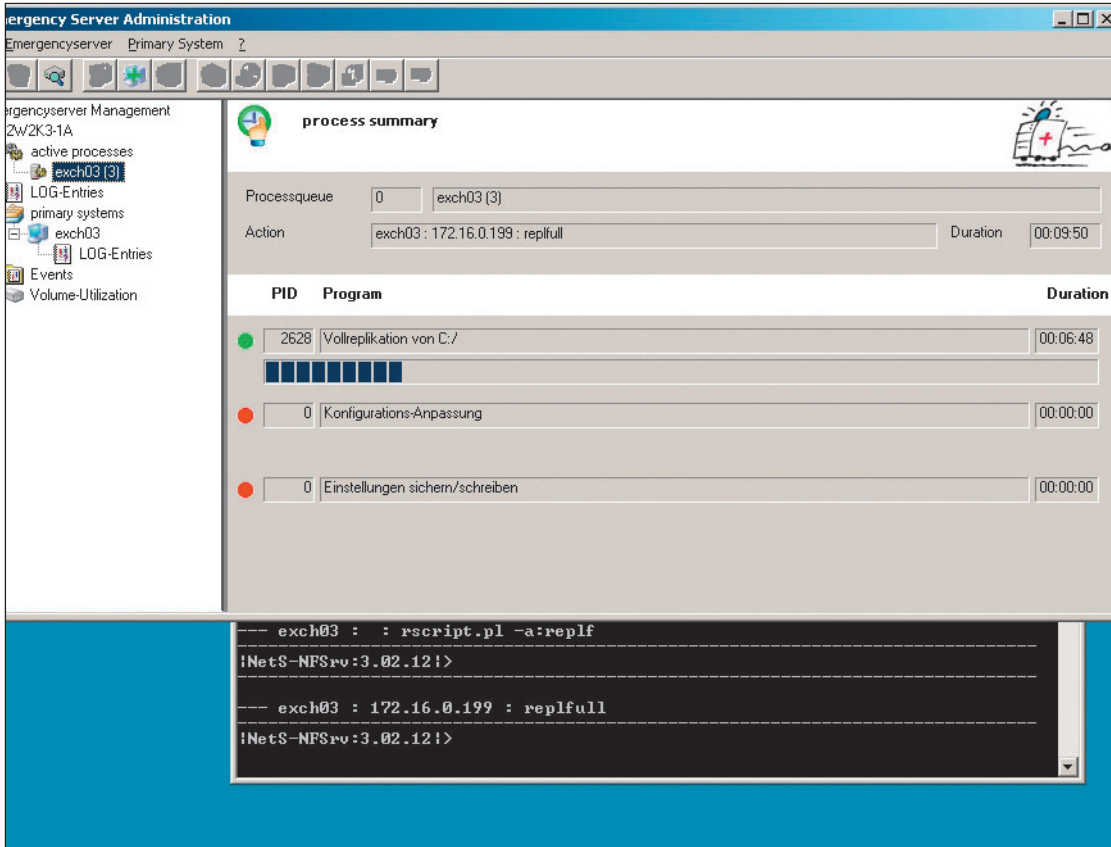 ergency Server Administration
Emergencyserver Primary System ?
ergencyserver Management
2W2K3-1A
active processes
exch03 (3)
LOG-Entries
primary systems
exch03
LOG-Entries
Events
Volume-Utilization
process summary
Processqueue 0 exch03 (3)
Action exch03 : 172.16.0.199 : replfull Duration 00:09:50
PID Program Duration
2628 Vollreplikation von C:/ 00:06:48
0 Konfigurations-Anpassung 00:00:00
0 Einstellungen sichern/schreiben 00:00:00
--- exch03 : : rscript.pl -a:replf
|NetS-NFSrv:3.02.12|>
--- exch03 : 172.16.0.199 : replfull
|NetS-NFSrv:3.02.12|>